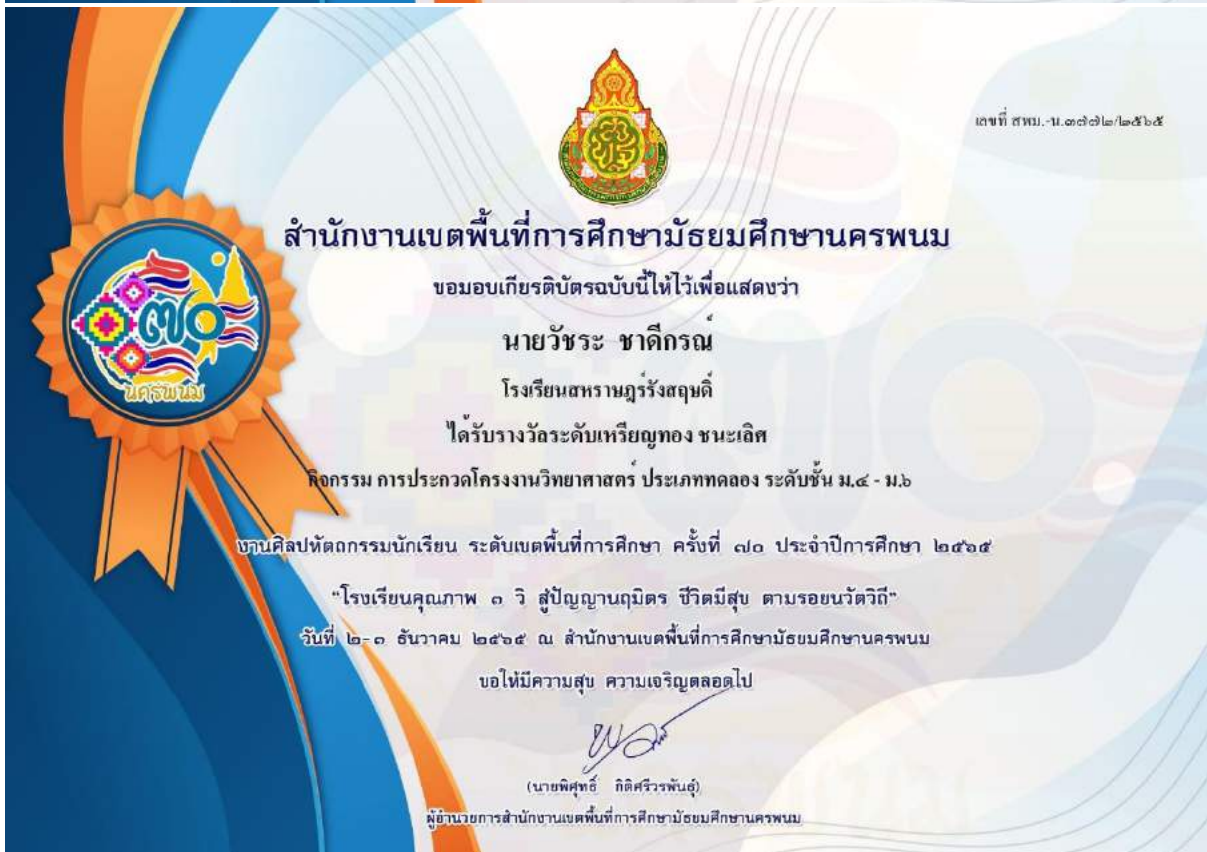 เลขที่ สพม.-น.๓๗๗๒/๒๕๖๕
สำนักงานเขตพื้นที่การศึกษามัธยมศึกษานครพนม
ขอมอบเกียรติบัตรฉบับนี้ให้ไว้เพื่อแสดงว่า
นายวัชระ ชาดีกรณ์
โรงเรียนสหราษฎร์รังสฤษดิ์
ได้รับรางวัลระดับเหรียญทอง ชนะเลิศ
กิจกรรม การประกวดโครงงานวิทยาศาสตร์ ประเภททดลอง ระดับชั้น ม.๔ - ม.๖
งานศิลปหัตถกรรมนักเรียน ระดับเขตพื้นที่การศึกษา ครั้งที่ ๗๐ ประจำปีการศึกษา ๒๕๖๕
“โรงเรียนคุณภาพ ๓ วิ สู่ปัญญานฤมิตร ชีวิตมีสุข ตามรอยนวัตวิถี”
วันที่ ๒-๓ ธันวาคม ๒๕๖๕ ณ สำนักงานเขตพื้นที่การศึกษามัธยมศึกษานครพนม
ขอให้มีความสุข ความเจริญตลอดไป
(นายพิศุทธิ์ กิติศรีวรพันธุ์)
ผู้อำนวยการสำนักงานเขตพื้นที่การศึกษามัธยมศึกษานครพนม
๗๐
นครพนม